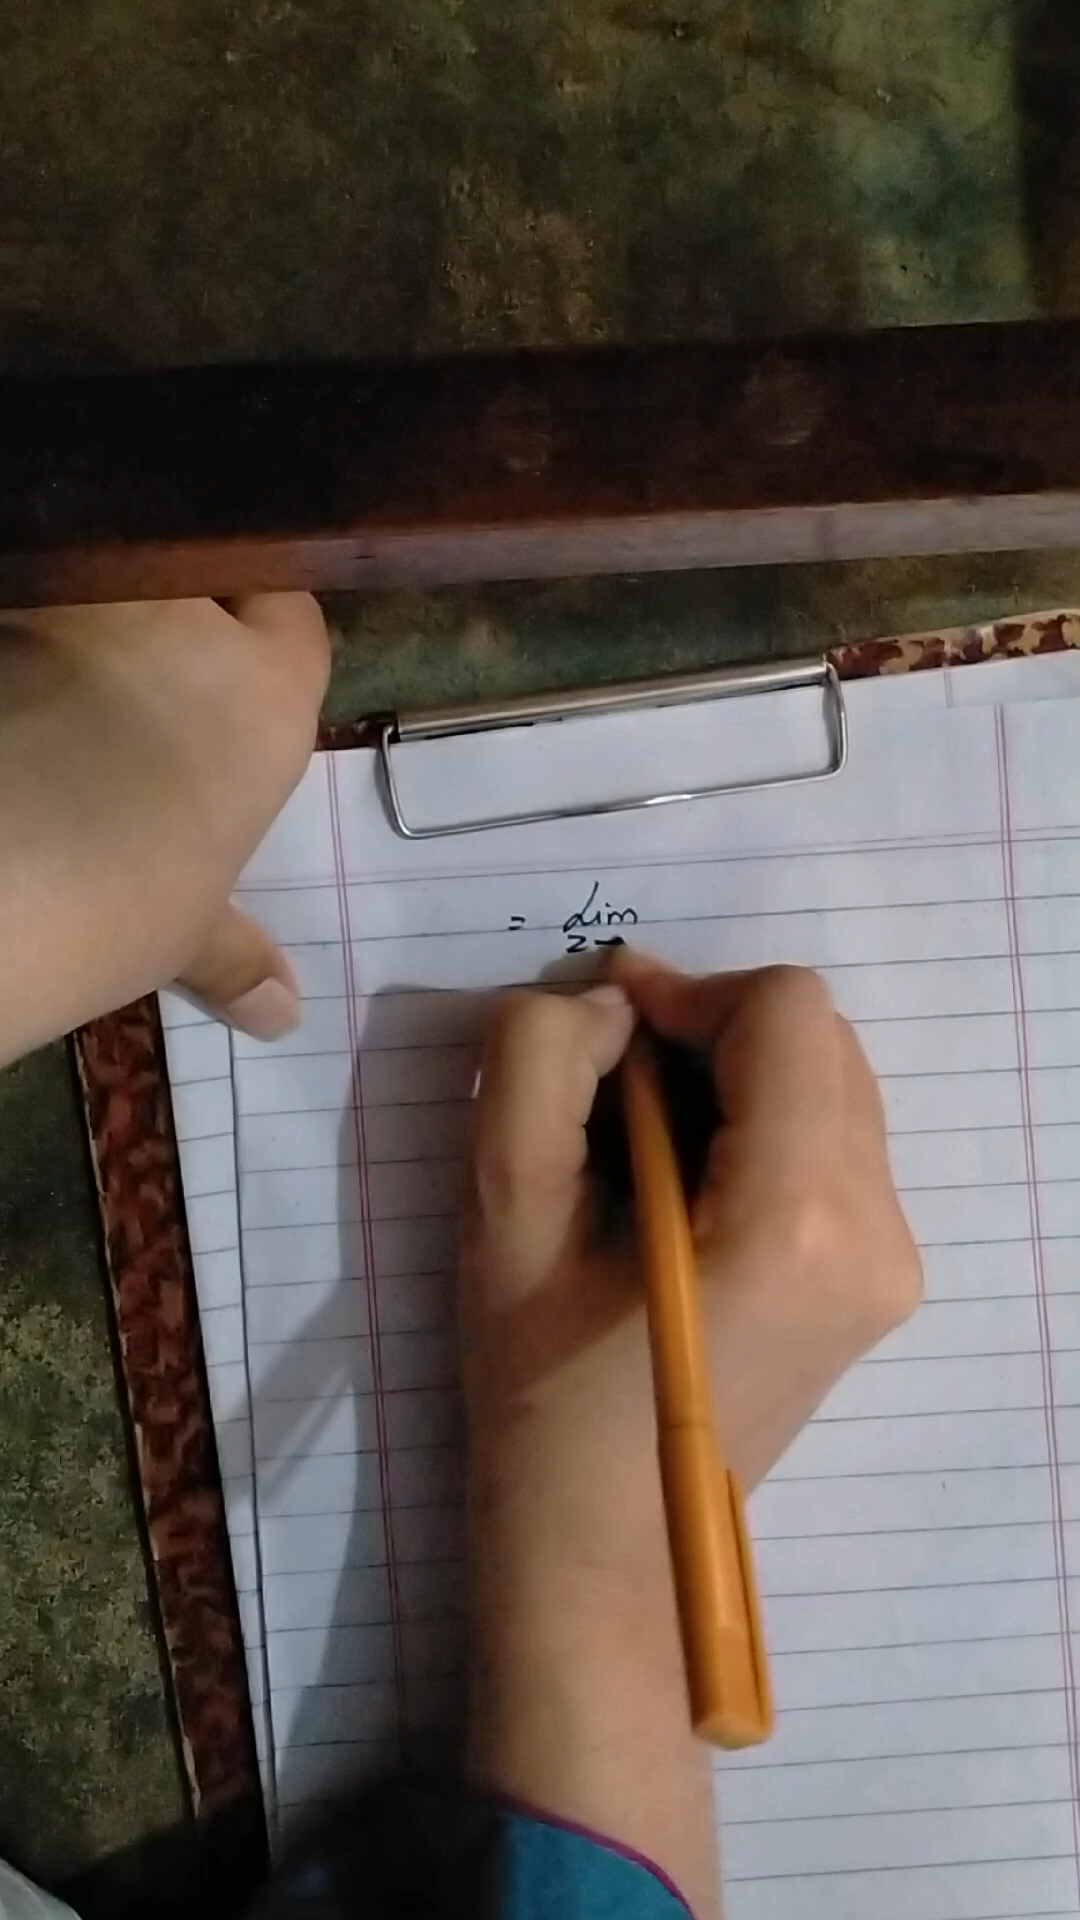 = Lim
z→